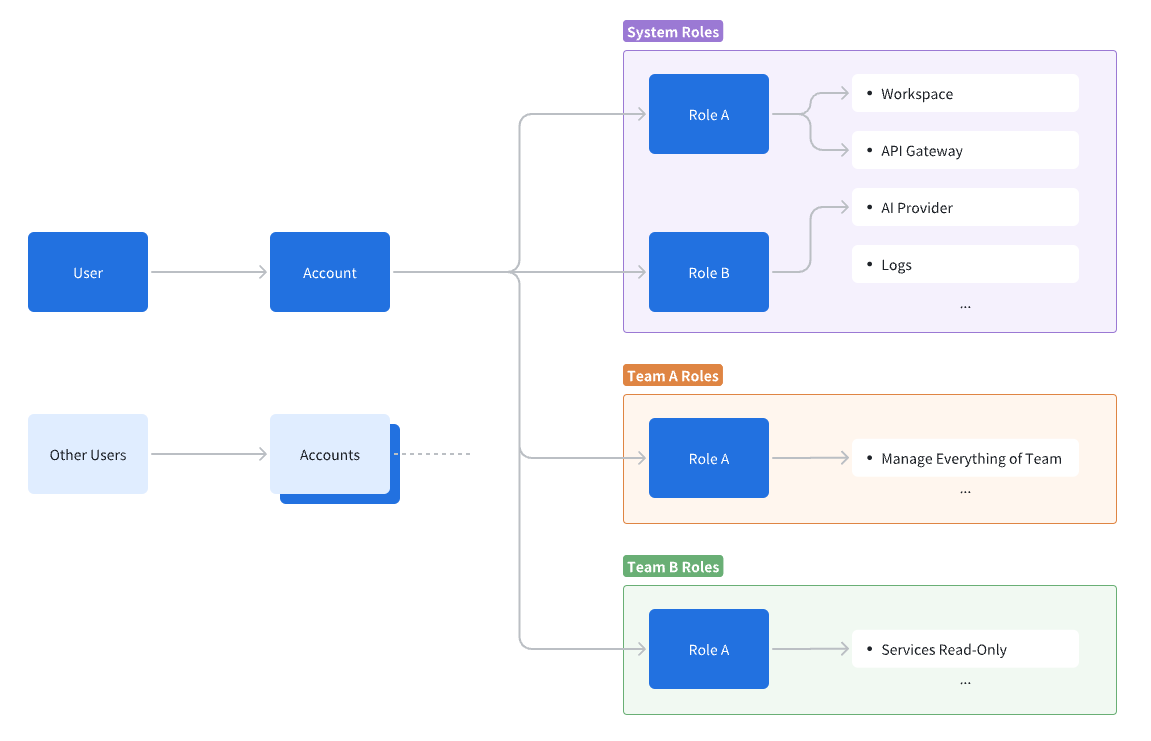 System Roles
Role A
• Workspace
• API Gateway
• AI Provider
User
Account
Role B
• Logs
...
Team A Roles
Other Users
Accounts
Role A
• Manage Everything of Team
...
Team B Roles
Role A
• Services Read-Only
...